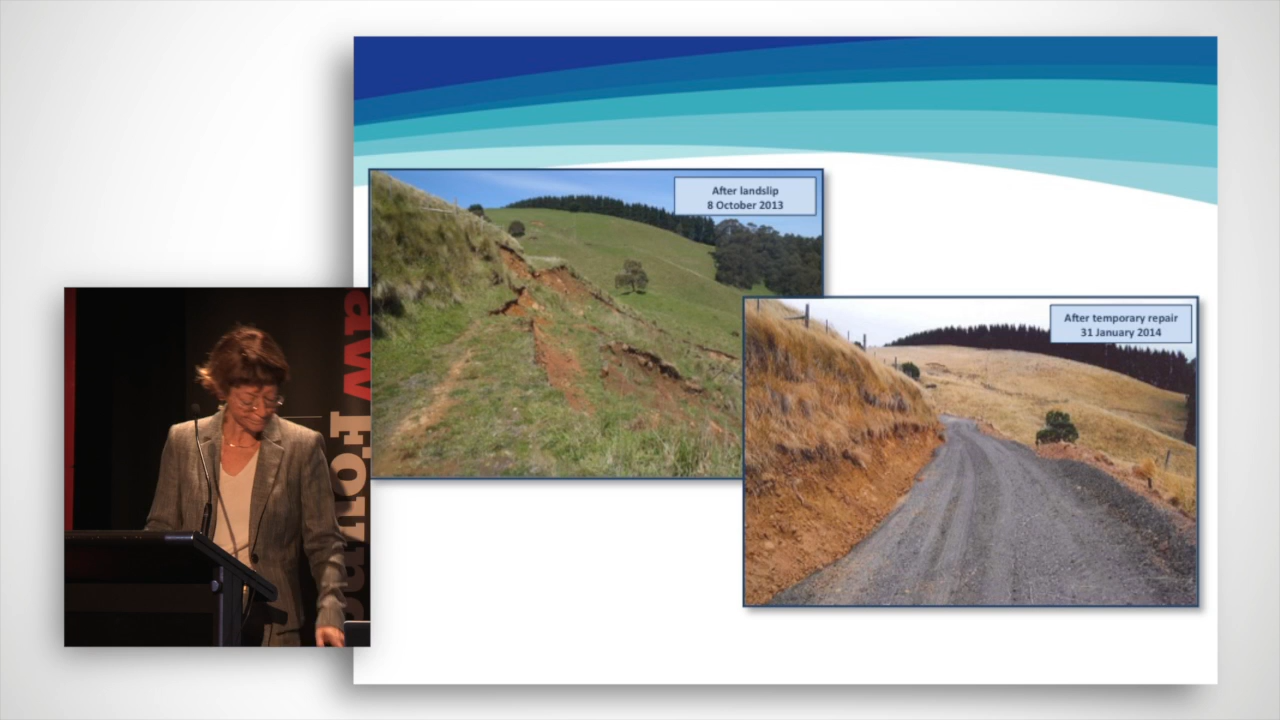 After landslip
8 October 2013
After temporary repair
31 January 2014